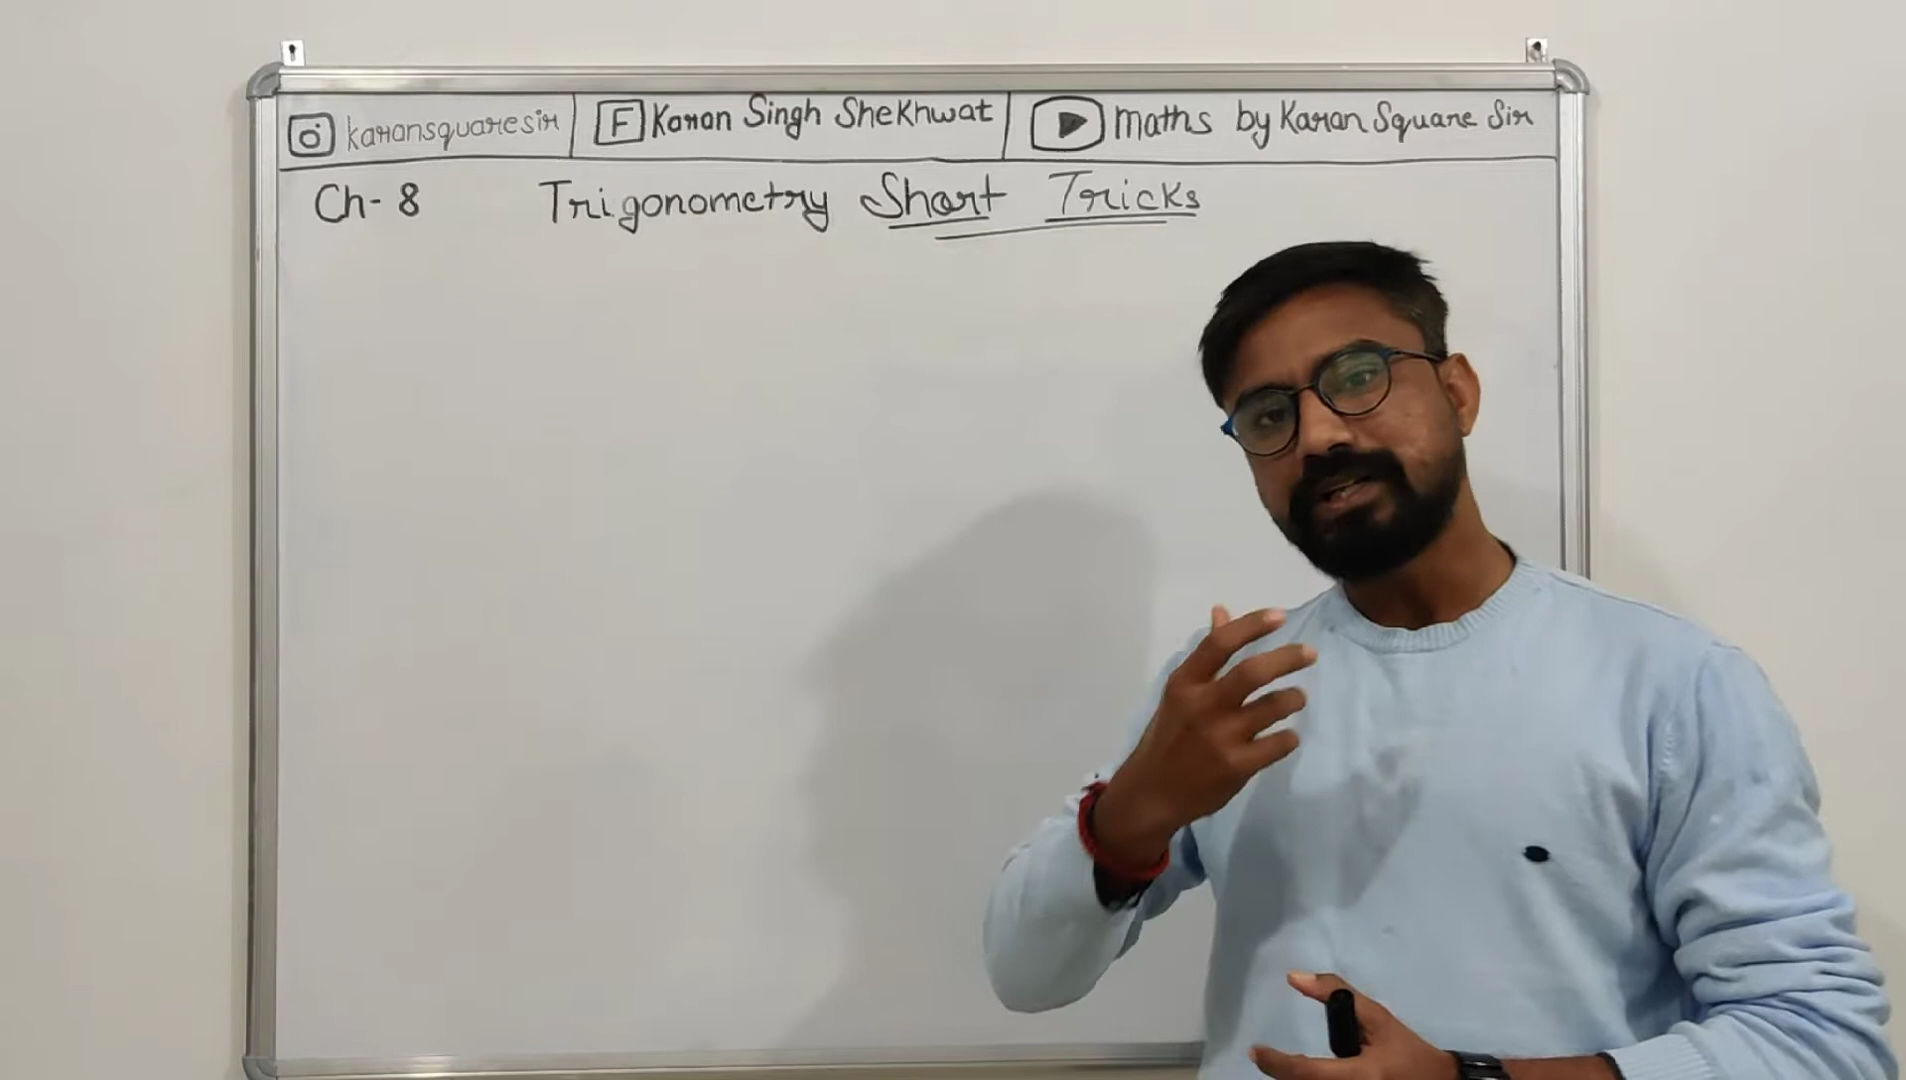 karansquaresir F Karan Singh Shekhwat Maths by Karan Square Sir
Ch- 8 Trigonometry Short Tricks